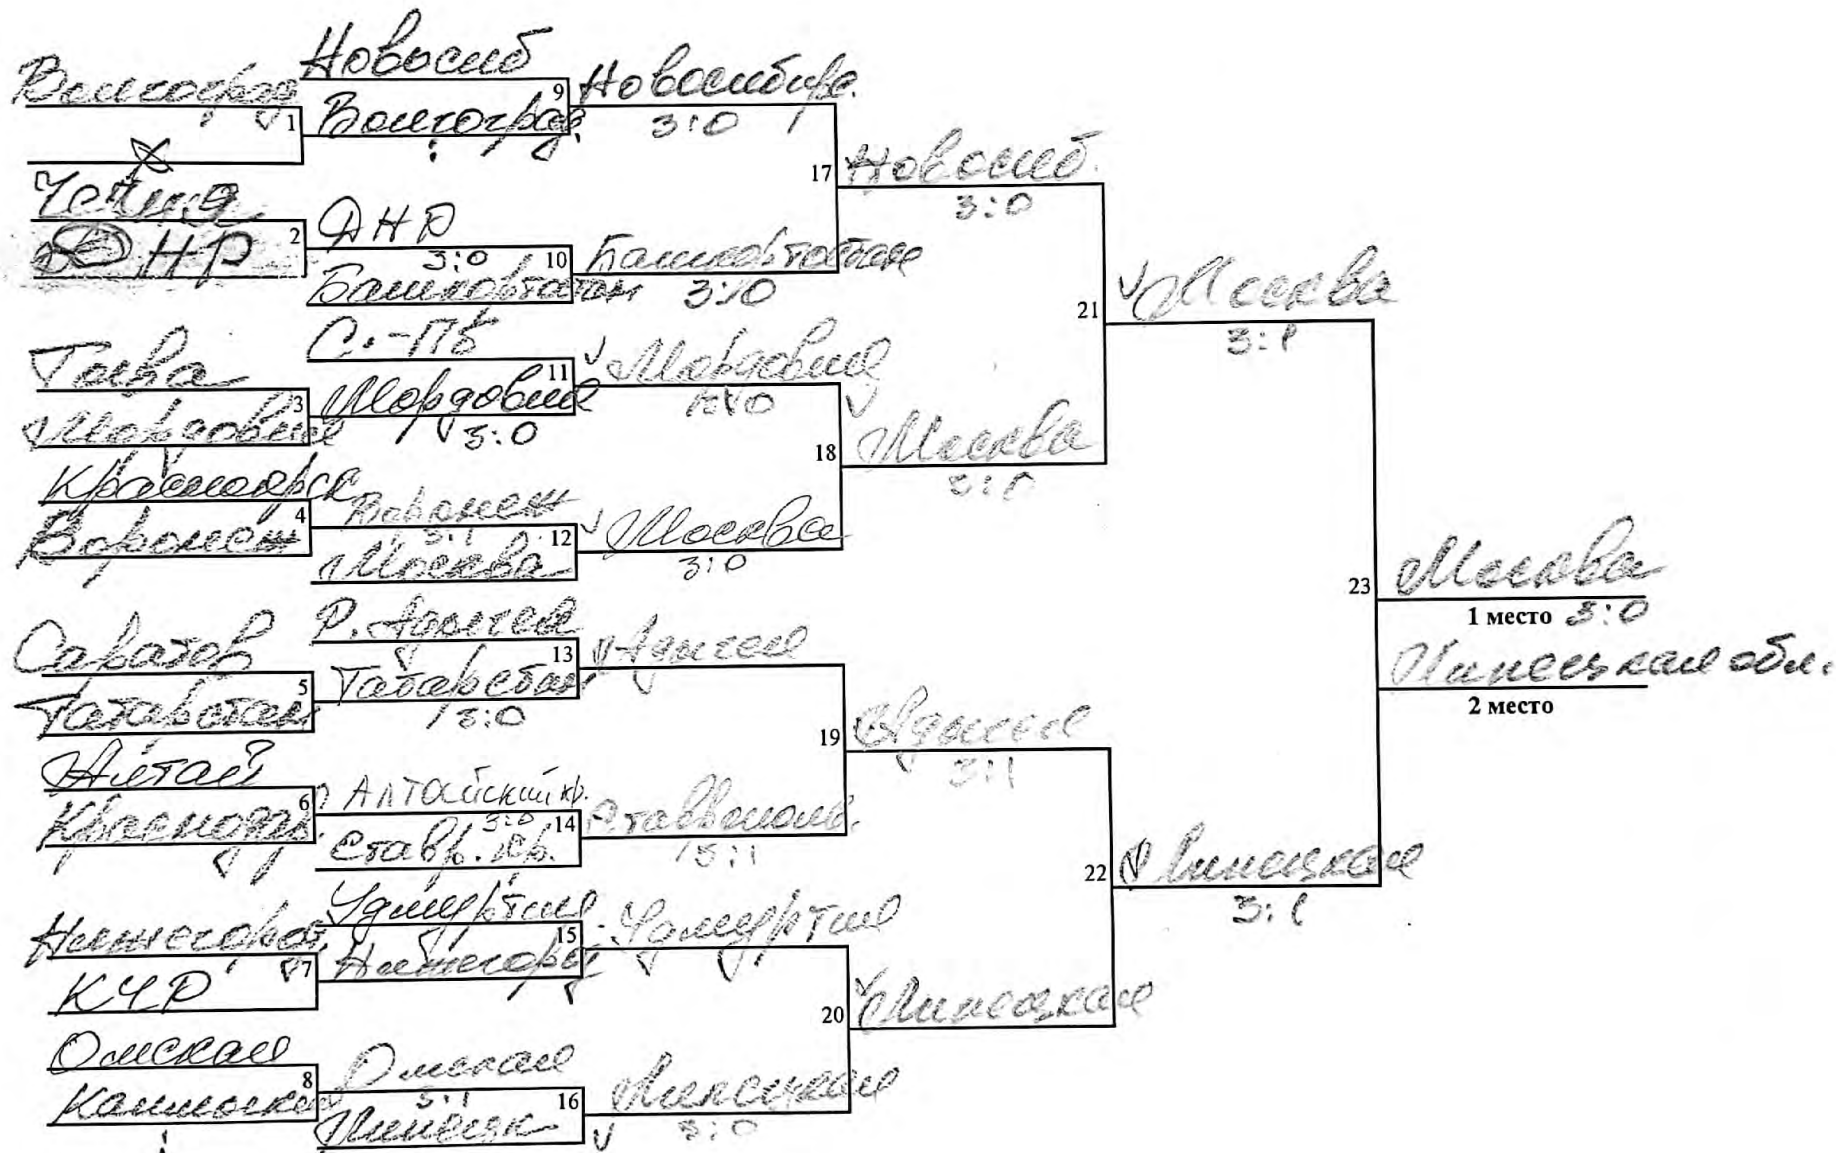 Новосиб
Волгоград
1
X
Волгоград.
9
Новосибирс.
3:0
Чечня
ДНР
2
ДНР
3:0
Башкортостан
10
Башкортостан
3:0
17
Новосиб.
3:0
Тыва
Мордовия
3
С.-Пб
Мордовия
3:0
11
Мордовия
Красноярск
Воронеж
4
Воронеж
3:1
Москва
12
Москва
3:0
18
Москва
3:0
21
Москва
3:1
Саратов
Татарстан
5
Р. Адыгея
Татарстан
3:0
13
Адыгея
Алтай
Краснодар.
6
Алтайский кр.
3:0
Ставр. кр.
14
Ставрополь.
3:1
19
Адыгея
3:1
Нижегород.
КЧР
7
Удмуртия
Нижегород
15
Удмуртия
Омская
8
Омская
3:1
Липецк
16
Липецкая
3:0
20
Липецкая
22
Липецкая
3:1
23
Москва
1 место 3:0
Липецкая обл.
2 место